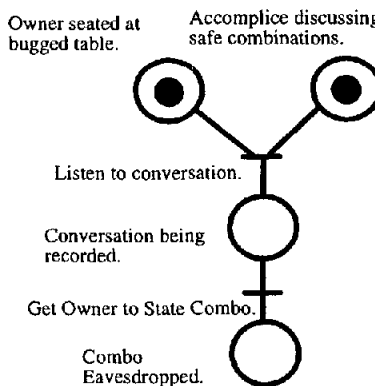 Owner seated at
bugged table.
Accomplice discussing
safe combinations.
Listen to conversation.
Conversation being
recorded.
Get Owner to State Combo.
Combo
Eavesdropped.